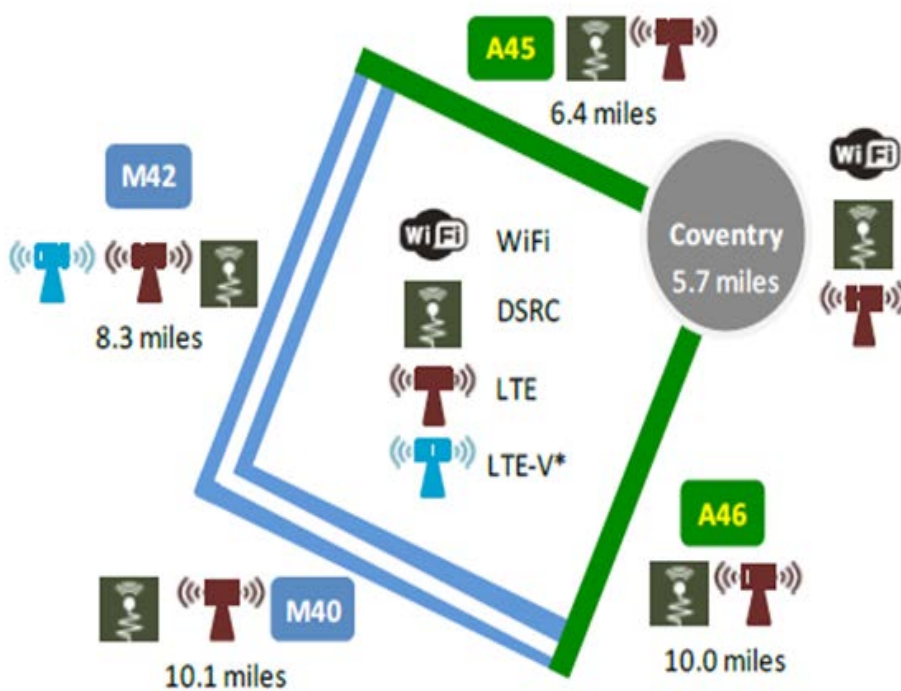 A45
6.4 miles
M42
8.3 miles
WiFi
Coventry
5.7 miles
WiFi WiFi
DSRC
LTE
LTE-V*
A46
10.0 miles
M40
10.1 miles